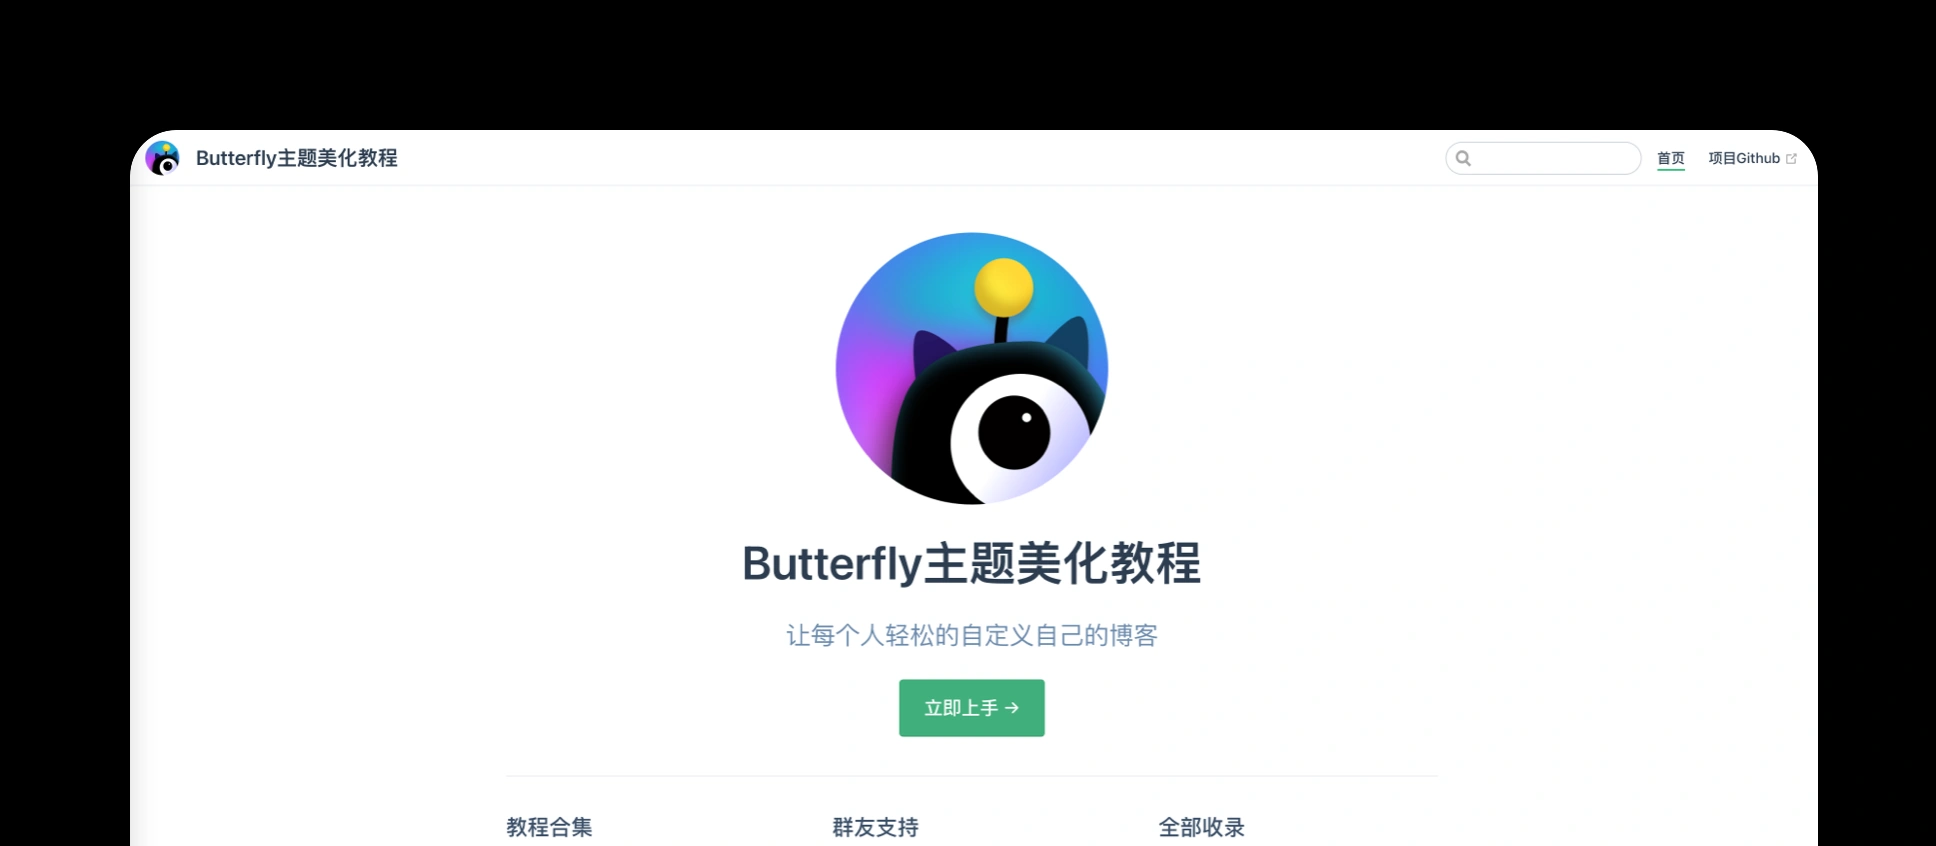 Butterfly主题美化教程
首页
项目Github
Butterfly主题美化教程
让每个人轻松的自定义自己的博客
立即上手 →
教程合集
群友支持
全部收录